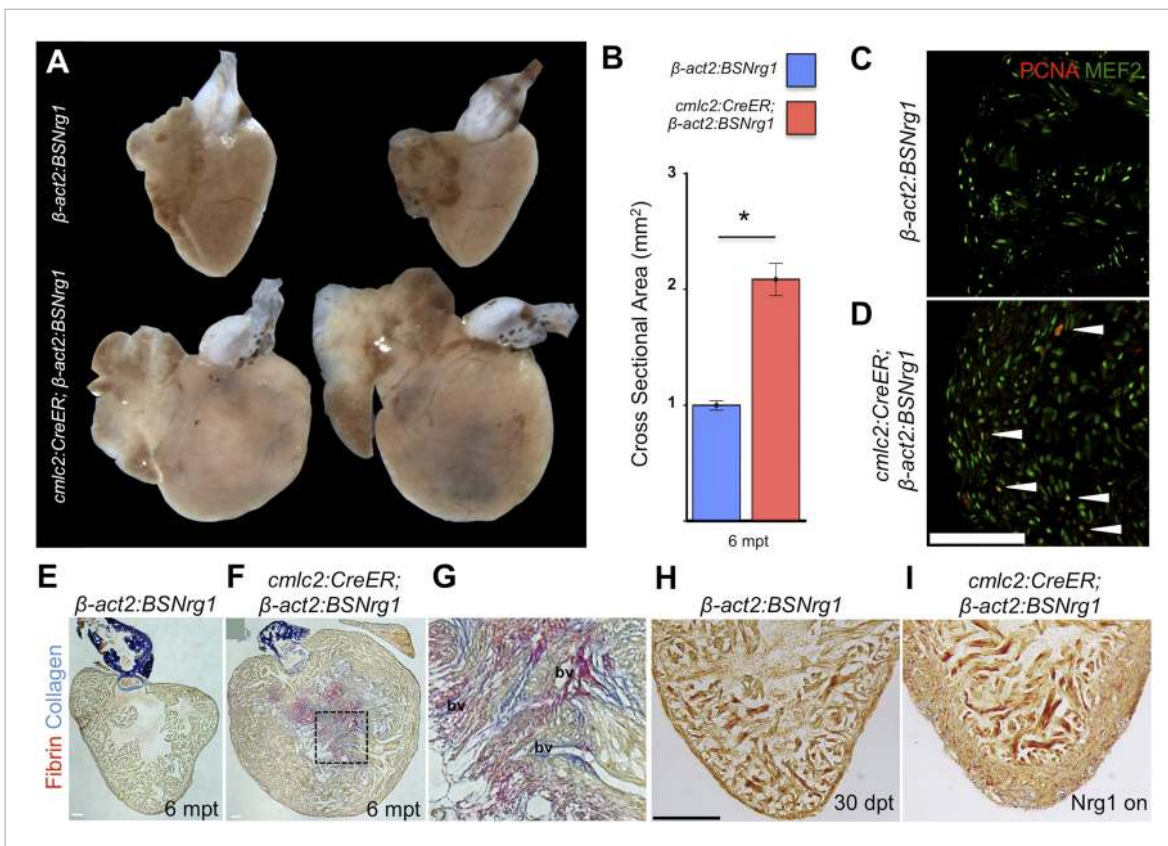 A
β-act2:BSNrg1
cmlc2:CreER; β-act2:BSNrg1
B
β-act2:BSNrg1
cmlc2:CreER;
β-act2:BSNrg1
Cross Sectional Area (mm²)
3
2
1
*
6 mpt
C
PCNA MEF2
β-act2:BSNrg1
D
cmlc2:CreER;
β-act2:BSNrg1
E
β-act2:BSNrg1
Fibrin Collagen
6 mpt
F
cmlc2:CreER;
β-act2:BSNrg1
6 mpt
G
bv
bv
bv
H
β-act2:BSNrg1
30 dpt
I
cmlc2:CreER;
β-act2:BSNrg1
Nrg1 on